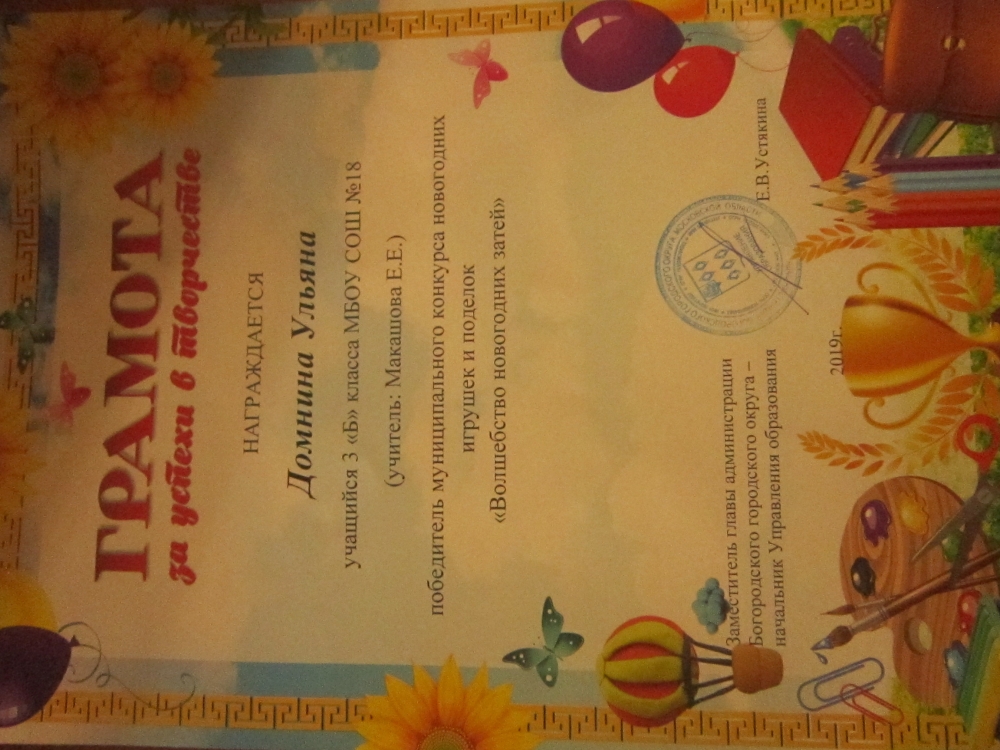 ГРАМОТА
за успехи в творчестве
НАГРАЖДАЕТСЯ
Домнина Ульяна
учащийся 3 «Б» класса МБОУ СОШ №18
(учитель: Макашова Е.Е.)
победитель муниципального конкурса новогодних
игрушек и поделок
«Волшебство новогодних затей»
Заместитель главы администрации
Богородского городского округа –
начальник Управления образования
Е.В.Устякина
2019г.